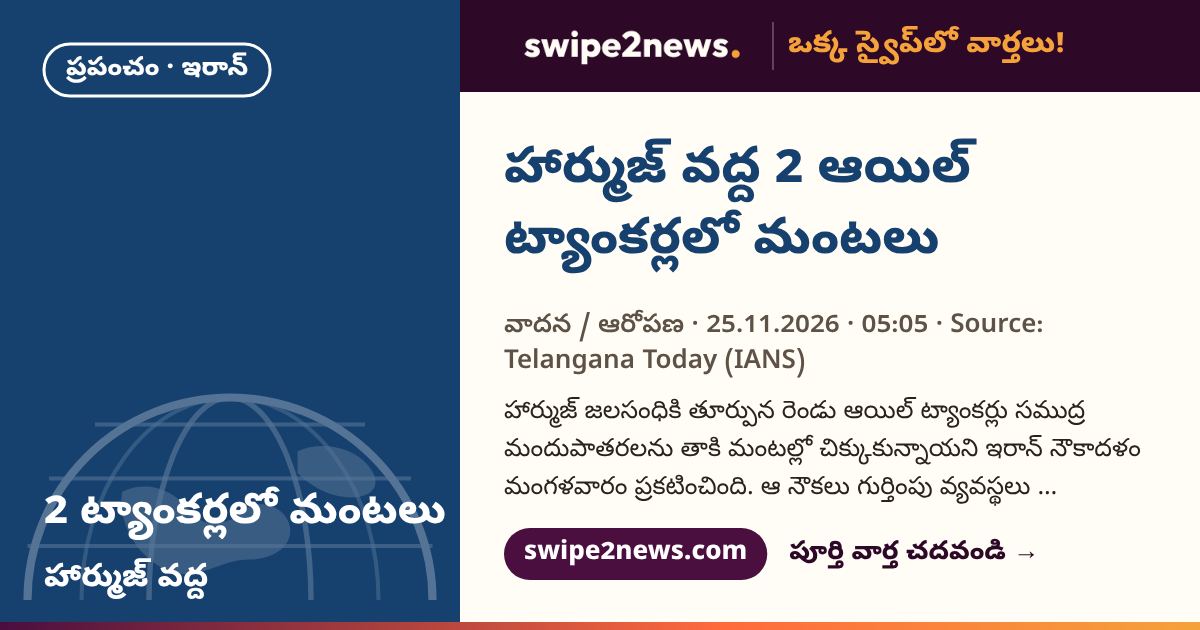 ప్రపంచం · ఇరాన్
2 ట్యాంకర్లలో మంటలు
హార్ముజ్ వద్ద
swipe2news.
ఒక్క స్వైప్‌లో వార్తలు!
హార్ముజ్ వద్ద 2 ఆయిల్
ట్యాంకర్లలో మంటలు
వాదన / ఆరోపణ · 25.11.2026 · 05:05 · Source:
Telangana Today (IANS)
హార్ముజ్ జలసంధికి తూర్పున రెండు ఆయిల్ ట్యాంకర్లు సముద్ర
మందుపాతరలను తాకి మంటల్లో చిక్కుకున్నాయని ఇరాన్ నౌకాదళం
మంగళవారం ప్రకటించింది. ఆ నౌకలు గుర్తింపు వ్యవస్థలు ...
swipe2news.com
పూర్తి వార్త చదవండి →